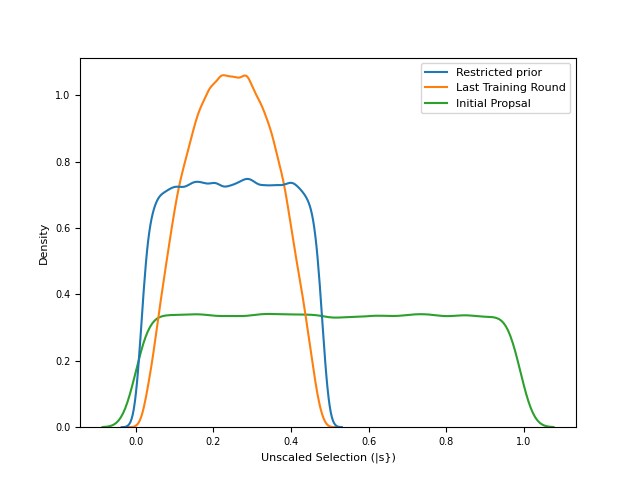 Restricted prior
Last Training Round
Initial Propsal
1.0
0.8
0.6
0.4
0.2
0.0
Density
0.0 0.2 0.4 0.6 0.8 1.0
Unscaled Selection (|s})